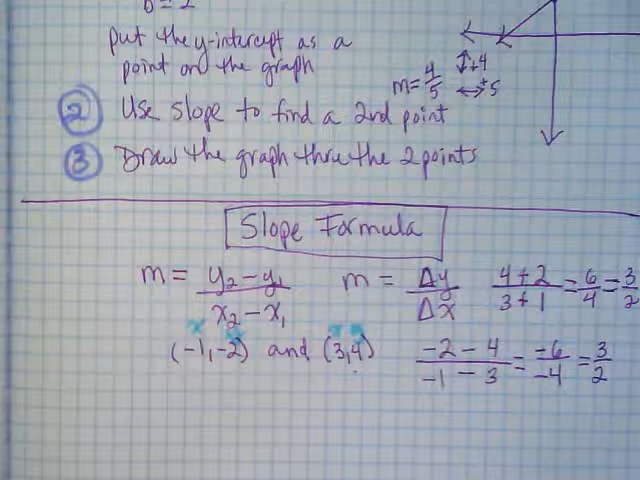 b = 2
put the y-intercept as a
point on the graph
m = 4/5 ↕ +4
↔ +5
② Use slope to find a 2nd point
③ Draw the graph thru the 2 points
Slope Formula
m = y₂ - y₁ / x₂ - x₁ m = Δy / Δx 4 + 2 / 3 + 1 = 6/4 = 3/2
x x
(-1, -2) and (3, 4) -2 - 4 / -1 - 3 = -6/-4 = 3/2